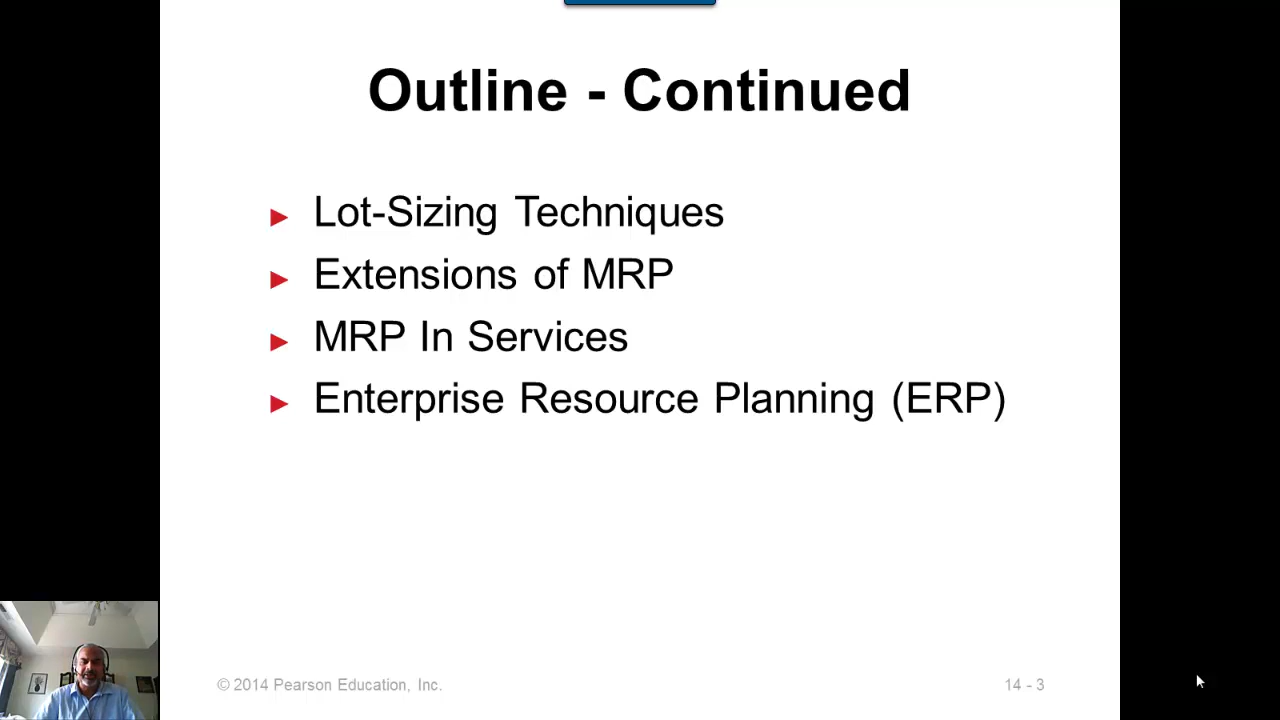 Outline - Continued
► Lot-Sizing Techniques
► Extensions of MRP
► MRP In Services
► Enterprise Resource Planning (ERP)
© 2014 Pearson Education, Inc.
14 - 3